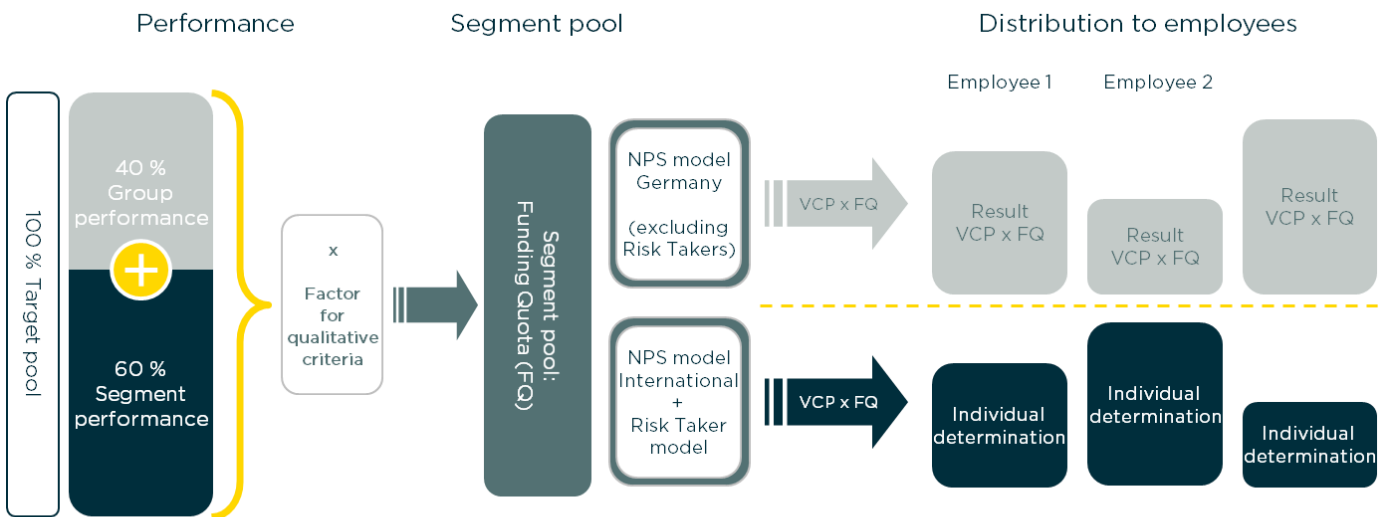 Performance
Segment pool
Distribution to employees
Employee 1
Employee 2
100 % Target pool
40 %
Group
performance
60 %
Segment
performance
x
Factor
for
qualitative
criteria
Segment pool:
Funding Quota (FQ)
NPS model
Germany
(excluding
Risk Takers)
VCP x FQ
Result
VCP x FQ
Result
VCP x FQ
Result
VCP x FQ
NPS model
International
+
Risk Taker
model
VCP x FQ
Individual
determination
Individual
determination
Individual
determination